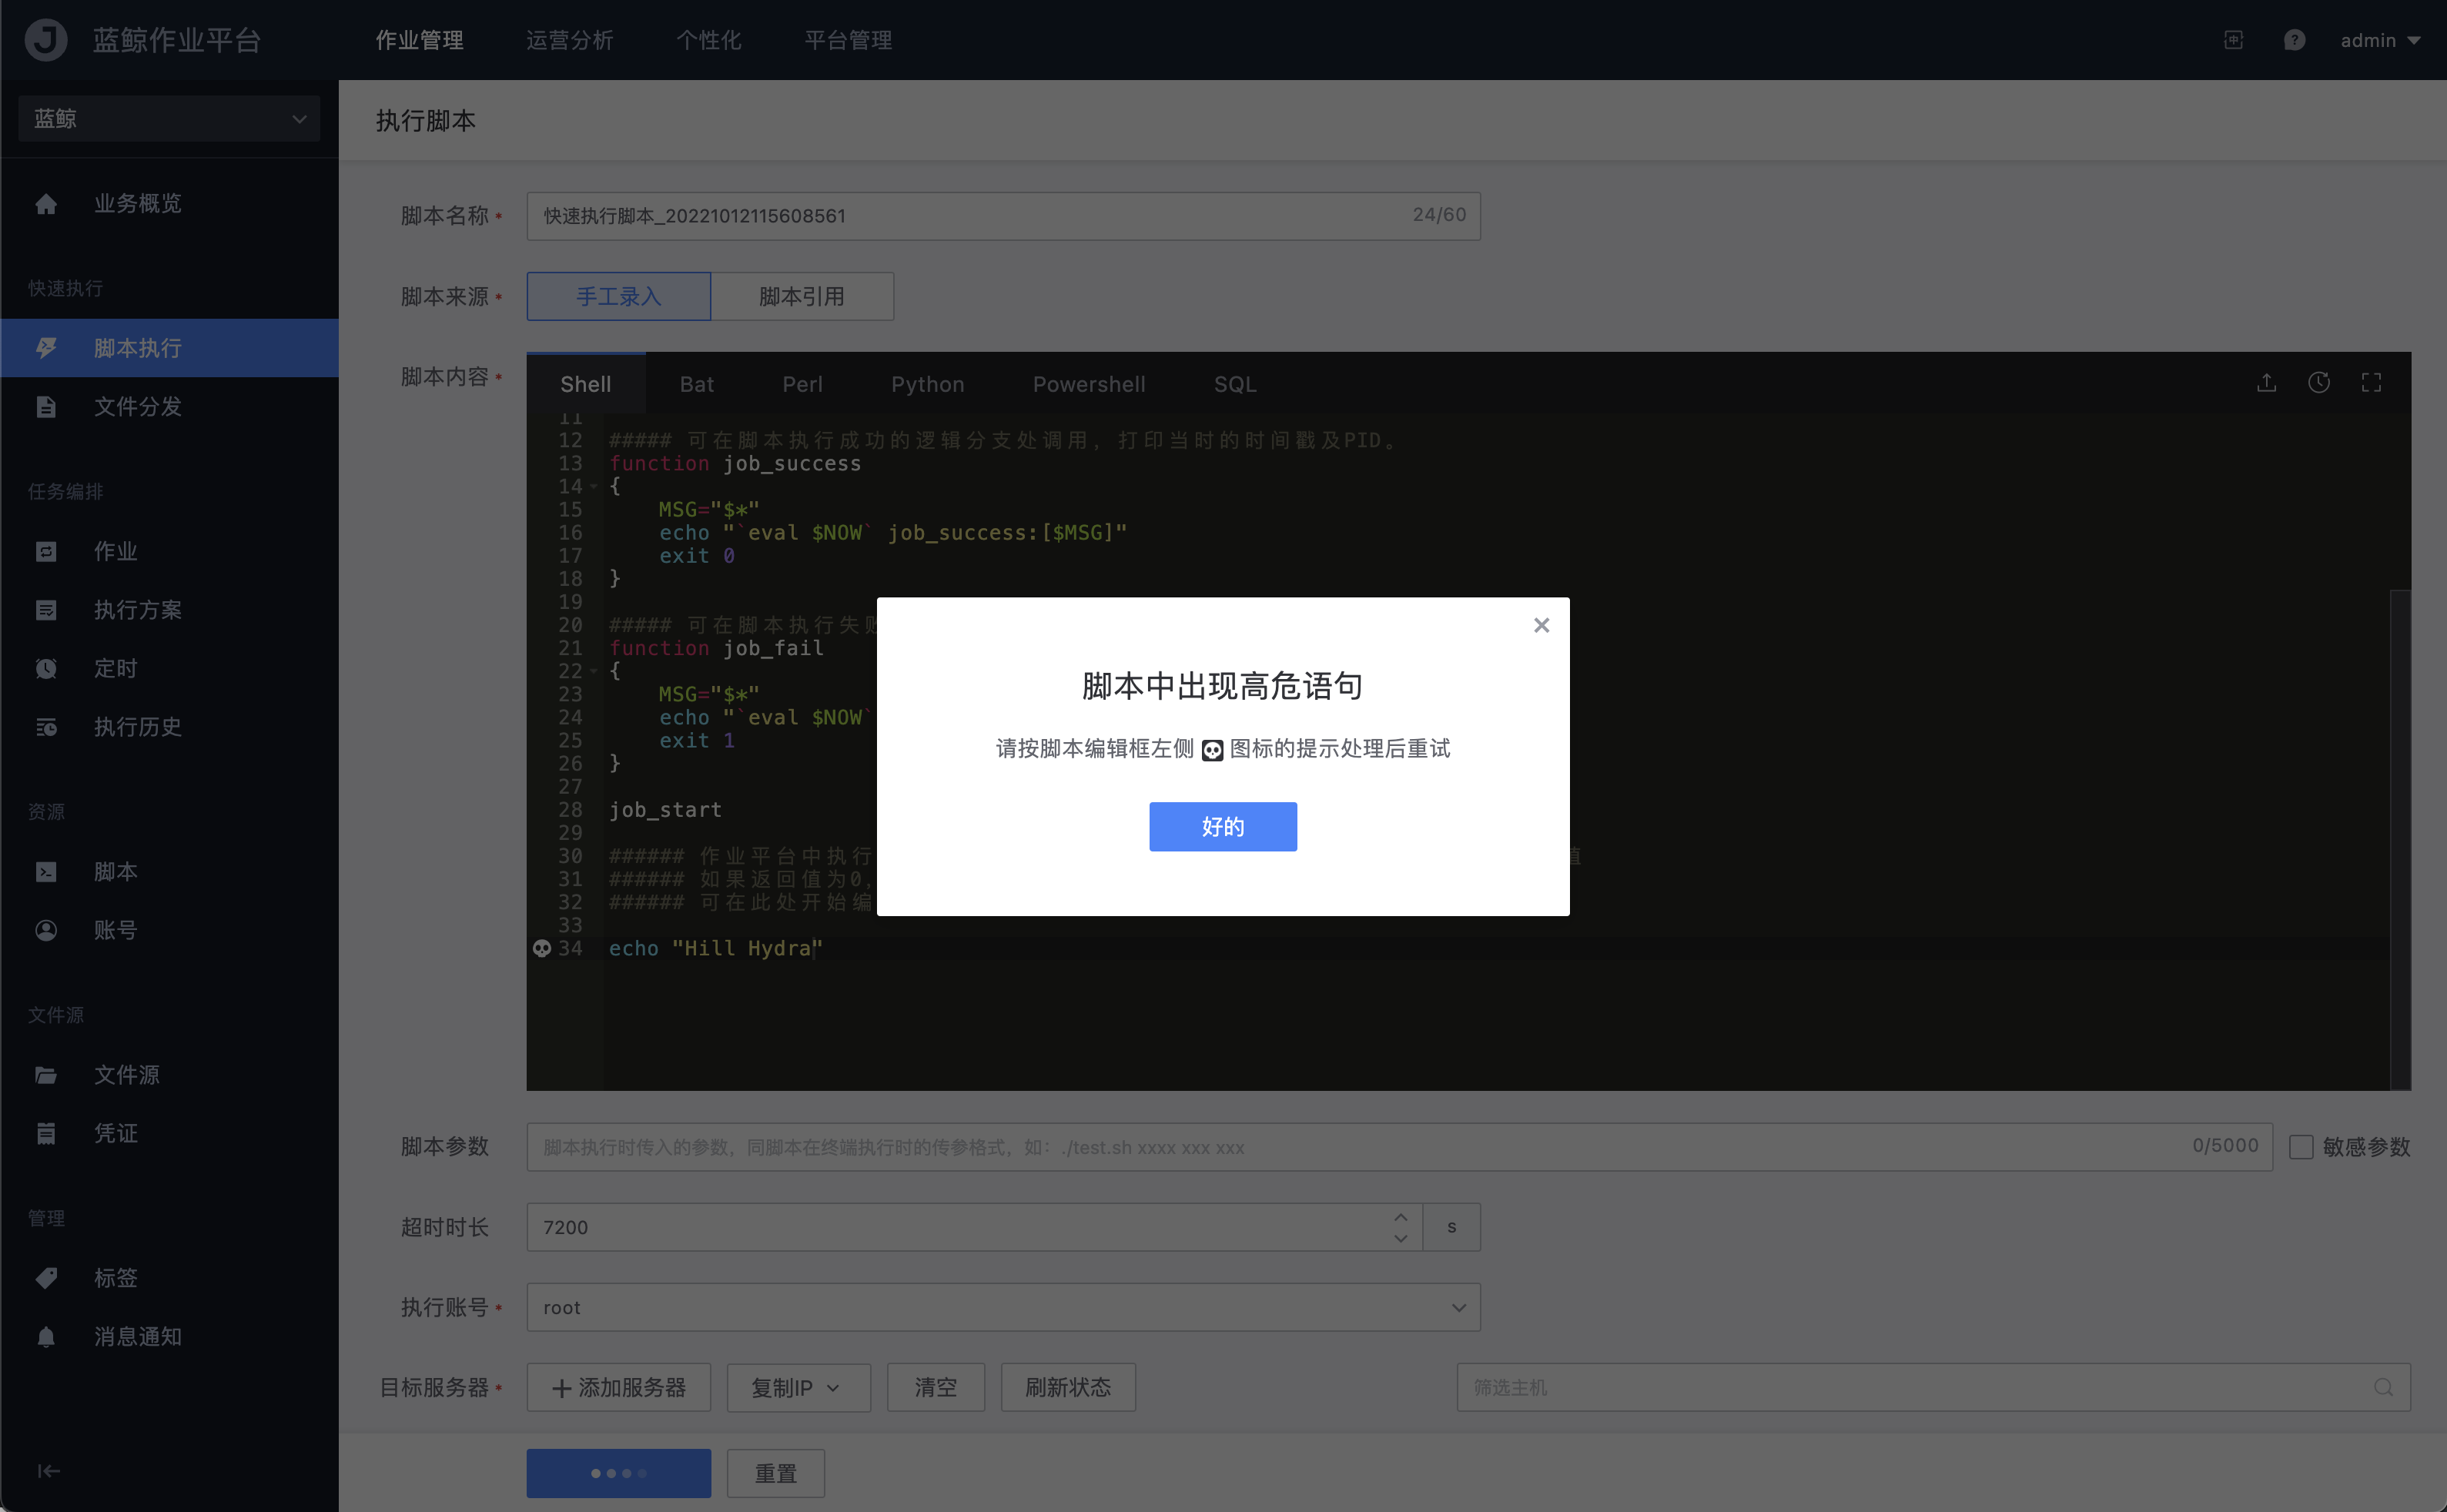 蓝鲸作业平台
作业管理 运营分析 个性化 平台管理
admin
蓝鲸
执行脚本
业务概览
快速执行
脚本执行
文件分发
任务编排
作业
执行方案
定时
执行历史
资源
脚本
账号
文件源
文件源
凭证
管理
标签
消息通知
脚本名称 * 快速执行脚本_20221012115608561 24/60
脚本来源 * 手工录入 脚本引用
脚本内容 * Shell Bat Perl Python Powershell SQL
11
12 ##### 可在脚本执行成功的逻辑分支处调用，打印当时的时间戳及PID。
13 function job_success
14 {
15 MSG="$*"
16 echo "`eval $NOW` job_success:[$MSG]"
17 exit 0
18 }
19
20 ##### 可在脚本执行失败
21 function job_fail
22 {
23 MSG="$*"
24 echo "`eval $NOW`
25 exit 1
26 }
27
28 job_start
29
30 ###### 作业平台中执行 值
31 ###### 如果返回值为0，
32 ###### 可在此处开始编
33
34 echo "Hill Hydra"
脚本中出现高危语句
请按脚本编辑框左侧 图标的提示处理后重试
好的
脚本参数 脚本执行时传入的参数，同脚本在终端执行时的传参格式，如：./test.sh xxxx xxx xxx 0/5000 敏感参数
超时时长 7200 s
执行账号 * root
目标服务器 * 添加服务器 复制IP 清空 刷新状态 筛选主机
重置